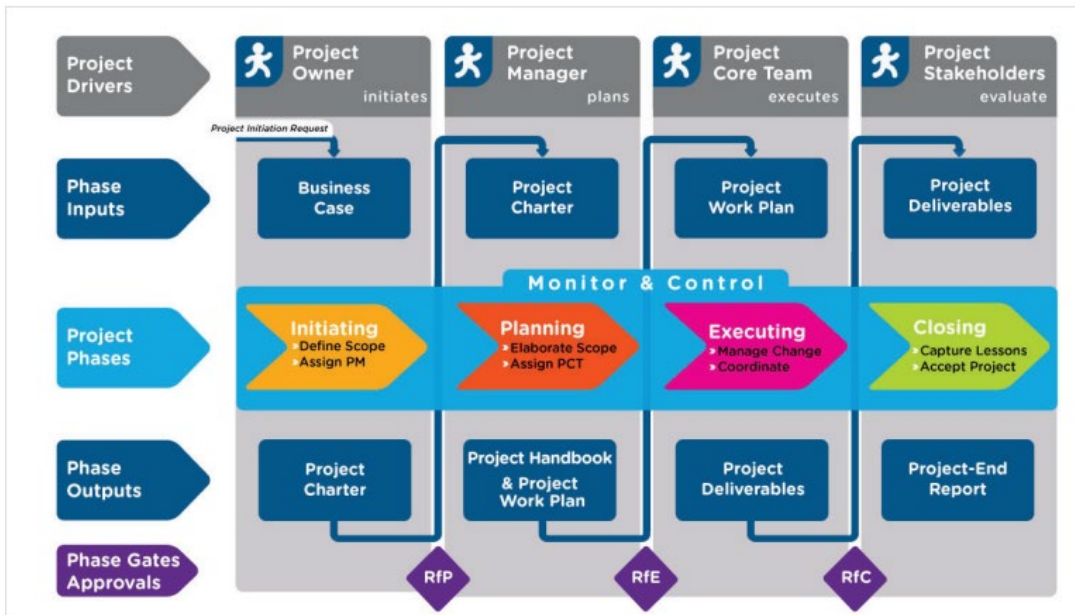 Project
Drivers
Project
Owner
initiates
Project
Manager
plans
Project
Core Team
executes
Project
Stakeholders
evaluate
Project Initiation Request
Phase
Inputs
Business
Case
Project
Charter
Project
Work Plan
Project
Deliverables
Monitor & Control
Project
Phases
Initiating
» Define Scope
» Assign PM
Planning
» Elaborate Scope
» Assign PCT
Executing
» Manage Change
» Coordinate
Closing
» Capture Lessons
» Accept Project
Phase
Outputs
Project
Charter
Project Handbook
& Project
Work Plan
Project
Deliverables
Project-End
Report
Phase Gates
Approvals
RfP
RfE
RfC